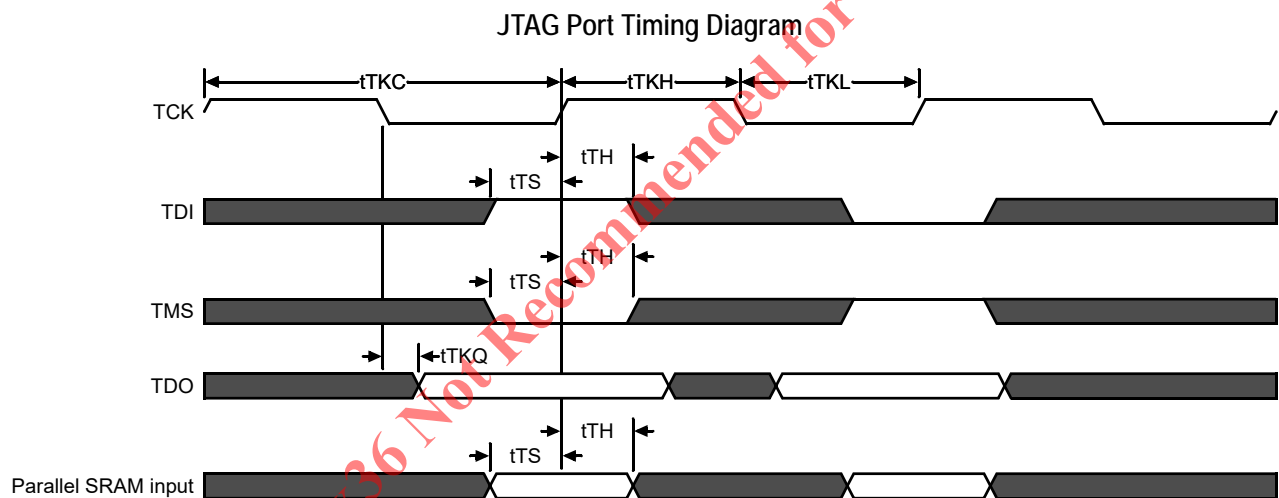 JTAG Port Timing Diagram
tTKC tTKH tTKL
TCK
tTH
tTS
TDI
tTH
tTS
TMS
tTKQ
TDO
tTH
tTS
Parallel SRAM input
36 Not Recommended for